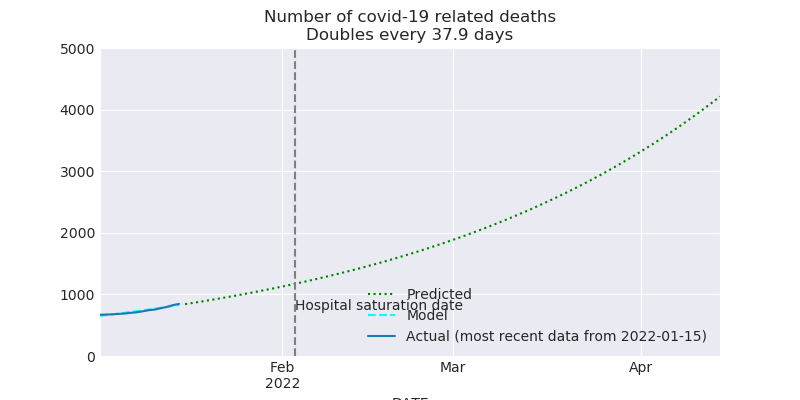 Number of covid-19 related deaths
Doubles every 37.9 days
5000
4000
3000
2000
1000
0
Hospital saturation date
Predicted
Model
Actual (most recent data from 2022-01-15)
Feb
2022
Mar
Apr
DATE